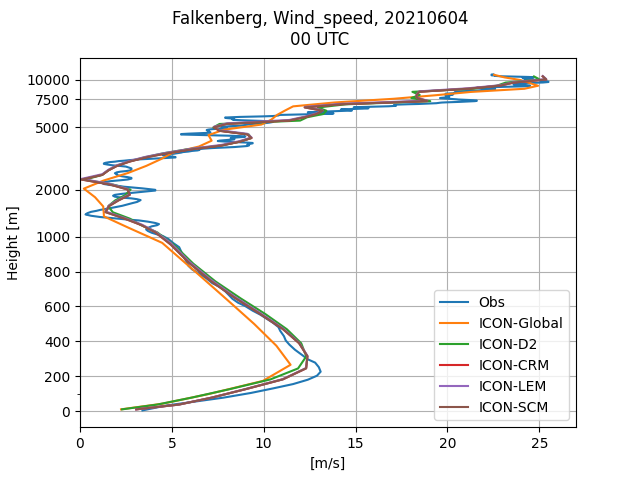 Falkenberg, Wind_speed, 20210604
00 UTC
10000
7500
5000
2000
1000
800
600
400
200
0
Height [m]
0 5 10 15 20 25
[m/s]
Obs
ICON-Global
ICON-D2
ICON-CRM
ICON-LEM
ICON-SCM